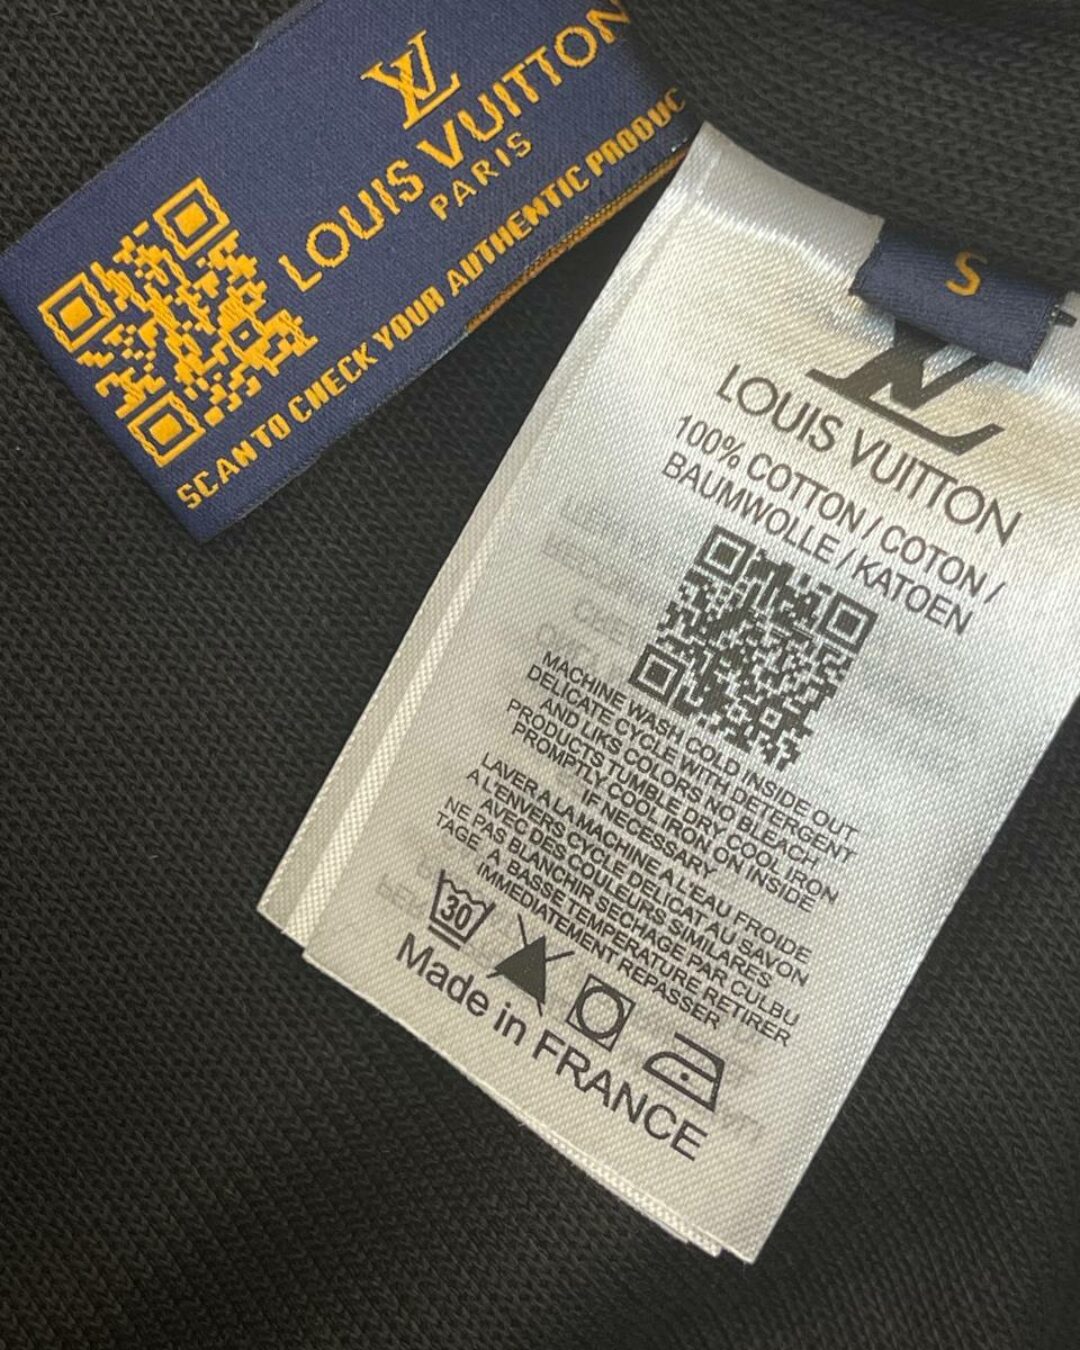 LV
LOUIS VUITTON
PARIS
SCAN TO CHECK YOUR AUTHENTIC PRODUC
S
LV
LOUIS VUITTON
100% COTTON / COTON /
BAUMWOLLE / KATOEN
MACHINE WASH COLD INSIDE OUT
DELICATE CYCLE WITH DETERGENT
AND LIKS COLORS NO BLEACH
PRODUCTS TUMBLE DRY COOL IRON
PROMPTLY COOL IRON ON INSIDE
IF NECESSARY
LAVER A LA MACHINE A L'EAU FROIDE
A L'ENVERS CYCLE DELICAT AU SAVON
AVEC DES COULEURS SIMILARES
NE PAS BLANCHIR SECHAGE PAR CULBU
TAGE A BASSE TEMPERATURE RETIRER
IMMEDIATEMENT REPASSER
30
Made in FRANCE